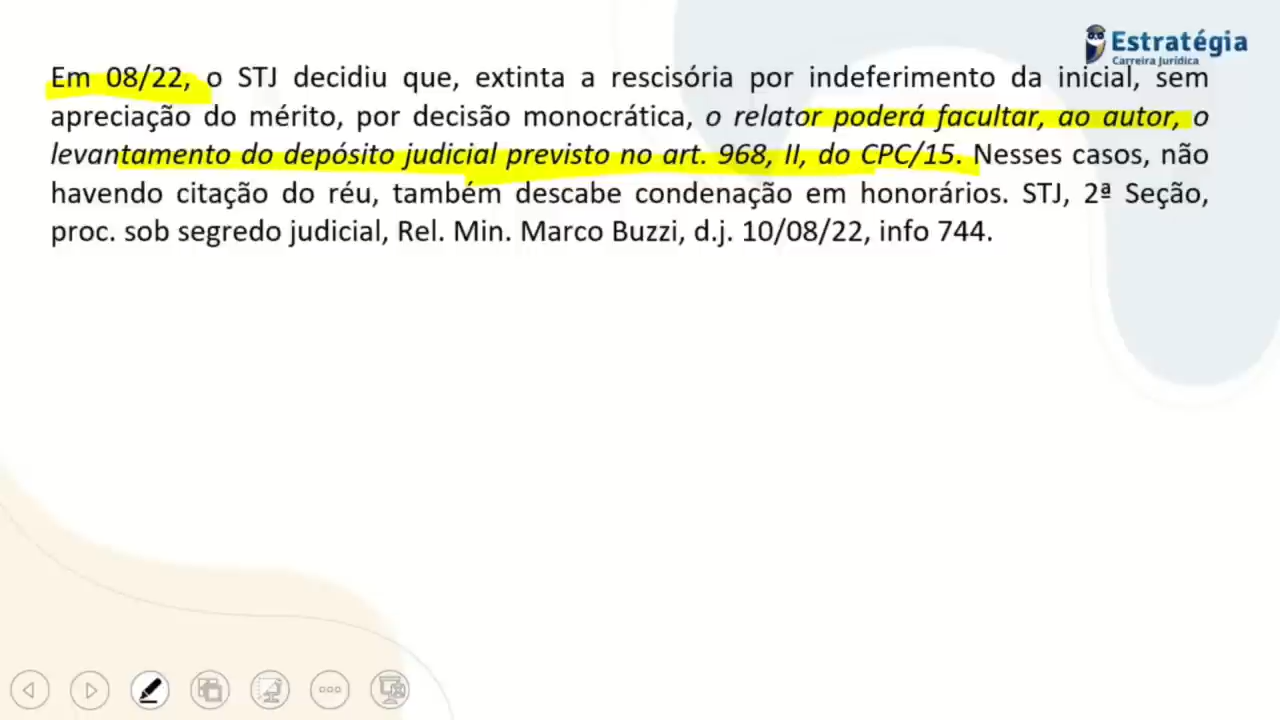 Estratégia
Carreira Jurídica
Em 08/22, o STJ decidiu que, extinta a rescisória por indeferimento da inicial, sem
apreciação do mérito, por decisão monocrática, o relator poderá facultar, ao autor, o
levantamento do depósito judicial previsto no art. 968, II, do CPC/15. Nesses casos, não
havendo citação do réu, também descabe condenação em honorários. STJ, 2ª Seção,
proc. sob segredo judicial, Rel. Min. Marco Buzzi, d.j. 10/08/22, info 744.